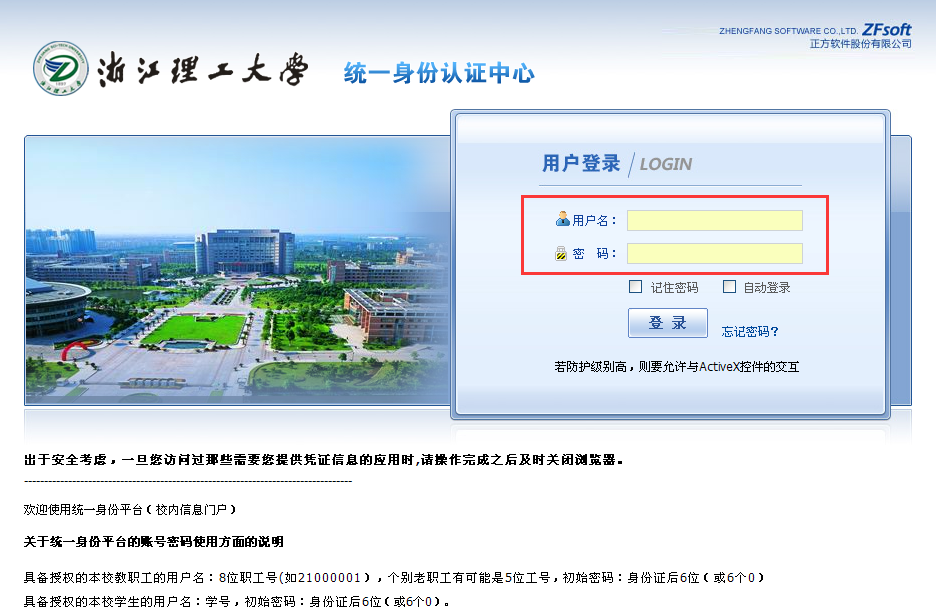 ZHENGFANG SOFTWARE CO.,LTD. ZFsoft
正方软件股份有限公司
浙江理工大学 统一身份认证中心
用户登录 / LOGIN
用户名：
密 码：
记住密码 自动登录
登 录 忘记密码?
若防护级别高，则要允许与ActiveX控件的交互
出于安全考虑，一旦您访问过那些需要您提供凭证信息的应用时,请操作完成之后及时关闭浏览器。
----------------------------------------------------------------------------------
欢迎使用统一身份平台（校内信息门户）
关于统一身份平台的账号密码使用方面的说明
具备授权的本校教职工的用户名：8位职工号(如21000001），个别老职工有可能是5位工号，初始密码：身份证后6位（或6个0）
具备授权的本校学生的用户名：学号，初始密码：身份证后6位（或6个0）。